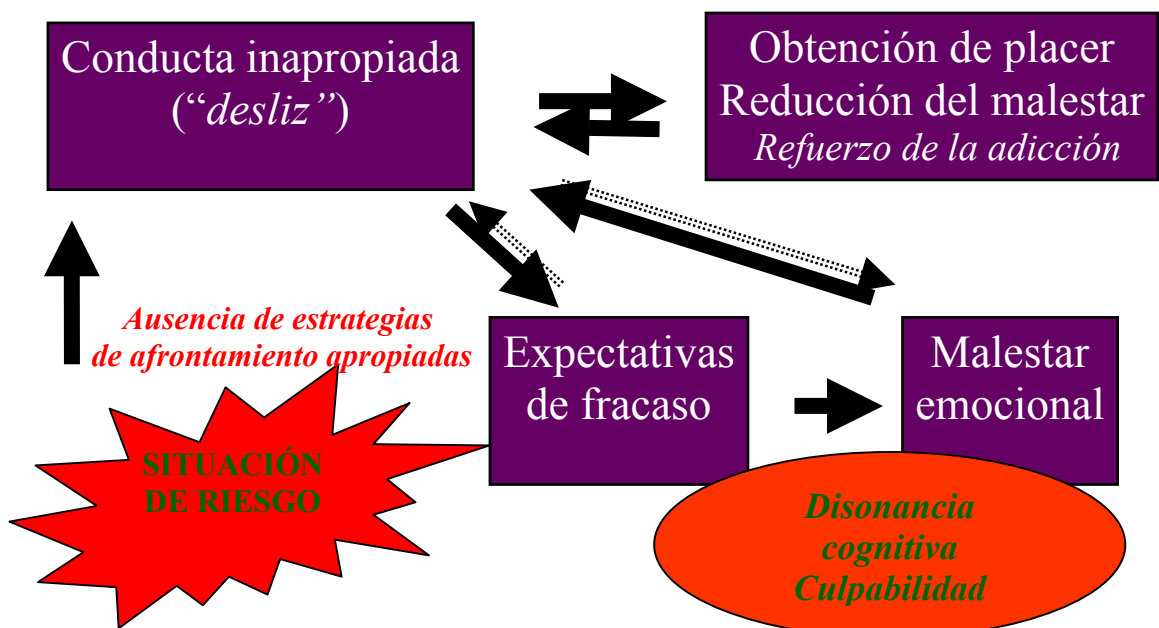 Conducta inapropiada
(“desliz”)
Obtención de placer
Reducción del malestar
Refuerzo de la adicción
Ausencia de estrategias
de afrontamiento apropiadas
Expectativas
de fracaso
Malestar
emocional
SITUACIÓN
DE RIESGO
Disonancia
cognitiva
Culpabilidad